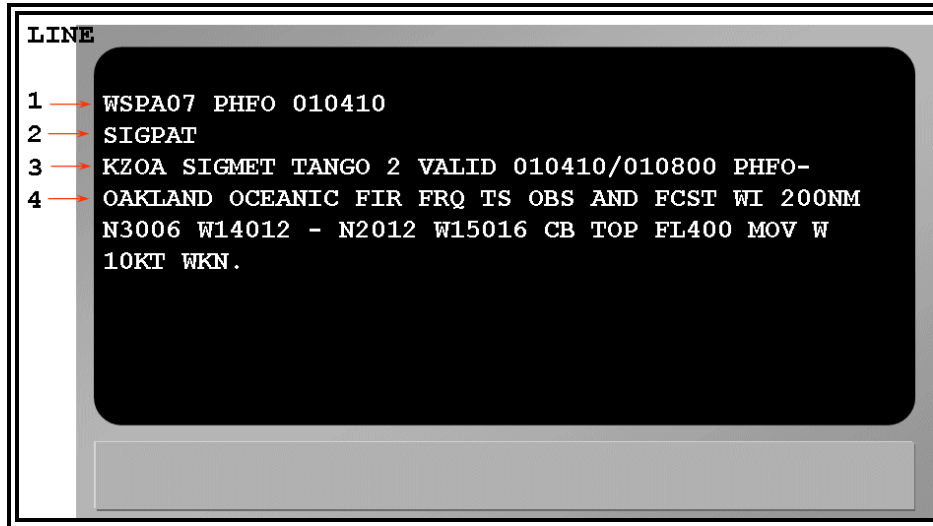 LINE
1 WSPA07 PHFO 010410
2 SIGPAT
3 KZOA SIGMET TANGO 2 VALID 010410/010800 PHFO-
4 OAKLAND OCEANIC FIR FRQ TS OBS AND FCST WI 200NM
N3006 W14012 - N2012 W15016 CB TOP FL400 MOV W
10KT WKN.